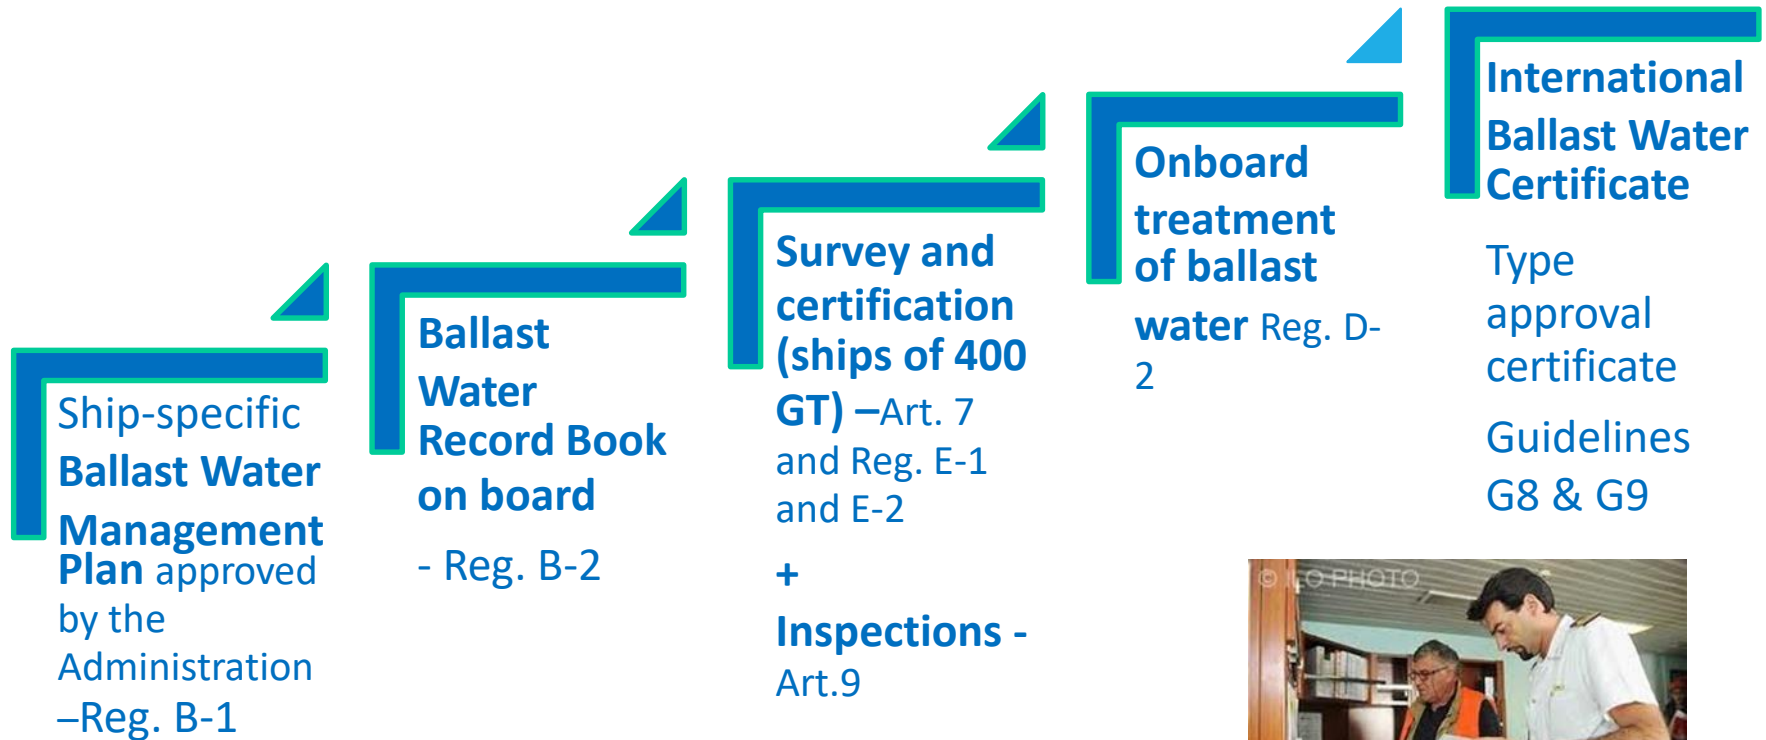 Ship-specific
Ballast Water
Management
Plan approved
by the
Administration
–Reg. B-1
Ballast
Water
Record Book
on board
- Reg. B-2
Survey and
certification
(ships of 400
GT) –Art. 7
and Reg. E-1
and E-2
+
Inspections -
Art.9
Onboard
treatment
of ballast
water Reg. D-
2
International
Ballast Water
Certificate
Type
approval
certificate
Guidelines
G8 & G9
© ILO PHOTO